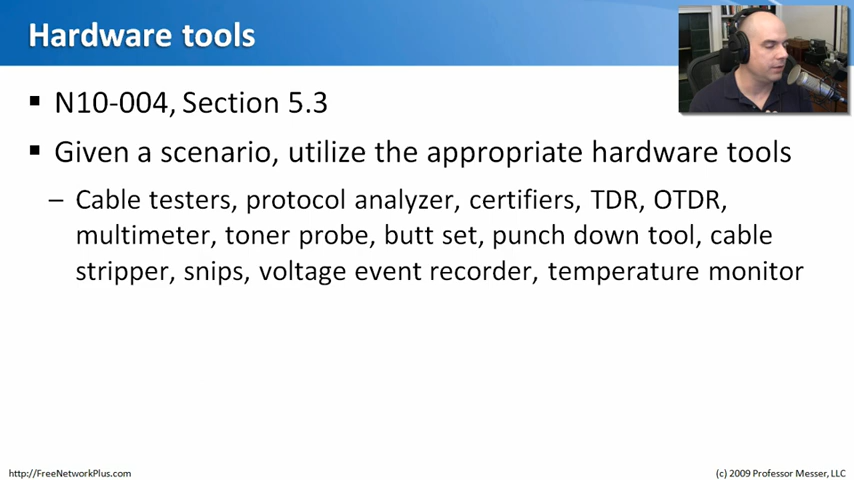 Hardware tools
▪ N10-004, Section 5.3
▪ Given a scenario, utilize the appropriate hardware tools
– Cable testers, protocol analyzer, certifiers, TDR, OTDR,
multimeter, toner probe, butt set, punch down tool, cable
stripper, snips, voltage event recorder, temperature monitor
http://FreeNetworkPlus.com
(c) 2009 Professor Messer, LLC